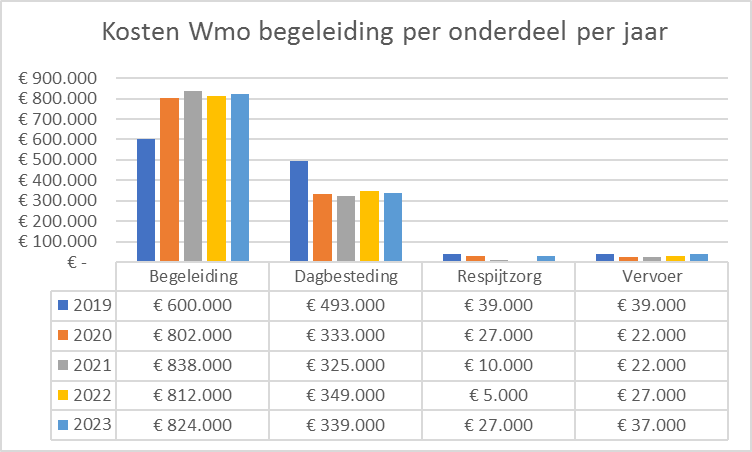 Kosten Wmo begeleiding per onderdeel per jaar
€ 900.000
€ 800.000
€ 700.000
€ 600.000
€ 500.000
€ 400.000
€ 300.000
€ 200.000
€ 100.000
€ -
Begeleiding Dagbesteding Respijtzorg Vervoer
2019 € 600.000 € 493.000 € 39.000 € 39.000
2020 € 802.000 € 333.000 € 27.000 € 22.000
2021 € 838.000 € 325.000 € 10.000 € 22.000
2022 € 812.000 € 349.000 € 5.000 € 27.000
2023 € 824.000 € 339.000 € 27.000 € 37.000